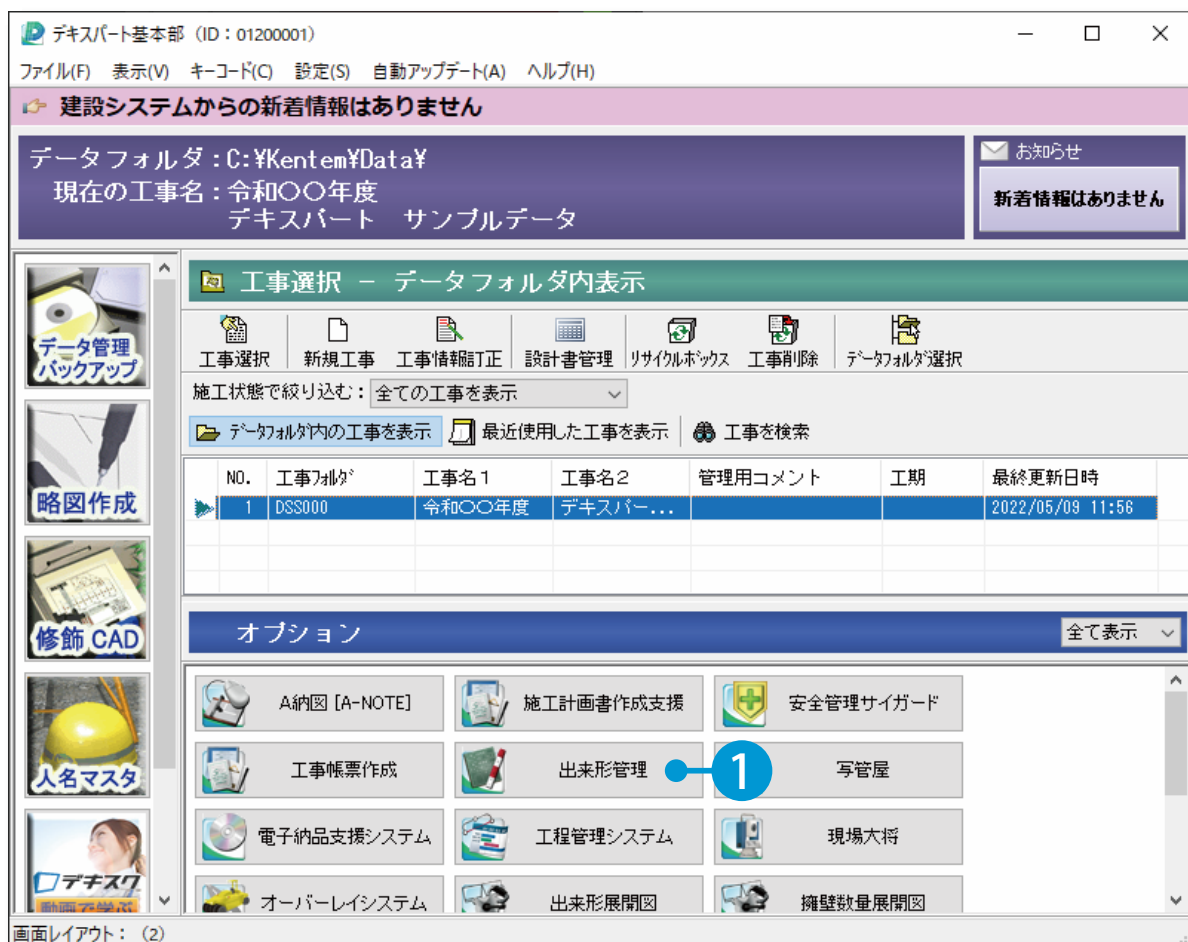 デキスパート基本部（ID：01200001）
ファイル(F) 表示(V) キーコード(C) 設定(S) 自動アップデート(A) ヘルプ(H)
建設システムからの新着情報はありません
データフォルダ：C:¥Kentem¥Data¥
現在の工事名：令和〇〇年度
デキスパート サンプルデータ
お知らせ
新着情報はありません
データ管理
バックアップ
略図作成
修飾 CAD
人名マスタ
デキスク
動画で学ぶ
工事選択 － データフォルダ内表示
工事選択 新規工事 工事情報訂正 設計書管理 ﾘｻｲｸﾙﾎﾞｯｸｽ 工事削除 ﾃﾞｰﾀﾌｫﾙﾀﾞ選択
施工状態で絞り込む： 全ての工事を表示
ﾃﾞｰﾀﾌｫﾙﾀﾞ内の工事を表示 最近使用した工事を表示 工事を検索
NO. 工事ﾌｫﾙﾀﾞ 工事名１ 工事名２ 管理用コメント 工期 最終更新日時
1 DSS000 令和〇〇年度 デキスパー... 2022/05/09 11:56
オプション 全て表示
A納図 [A-NOTE] 施工計画書作成支援 安全管理サイガード
工事帳票作成 出来形管理 1 写管屋
電子納品支援システム 工程管理システム 現場大将
オーバーレイシステム 出来形展開図 擁壁数量展開図
画面レイアウト： (2)